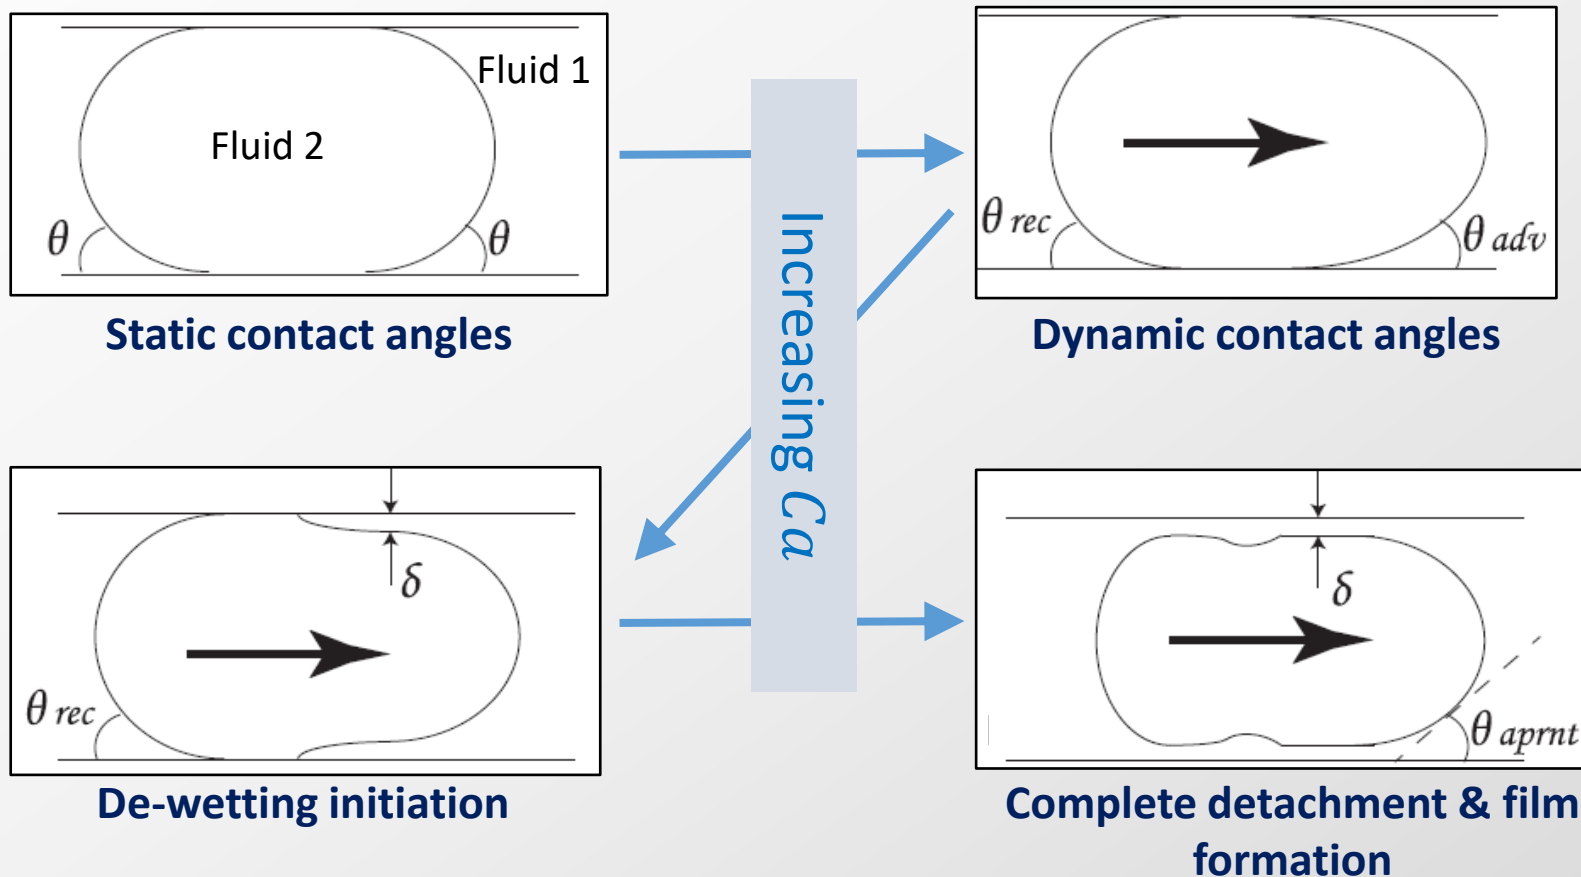 Fluid 1
Fluid 2
θ
θ
Static contact angles
θ rec
θ adv
Dynamic contact angles
Increasing Ca
δ
θ rec
De-wetting initiation
δ
θ aprnt
Complete detachment & film
formation